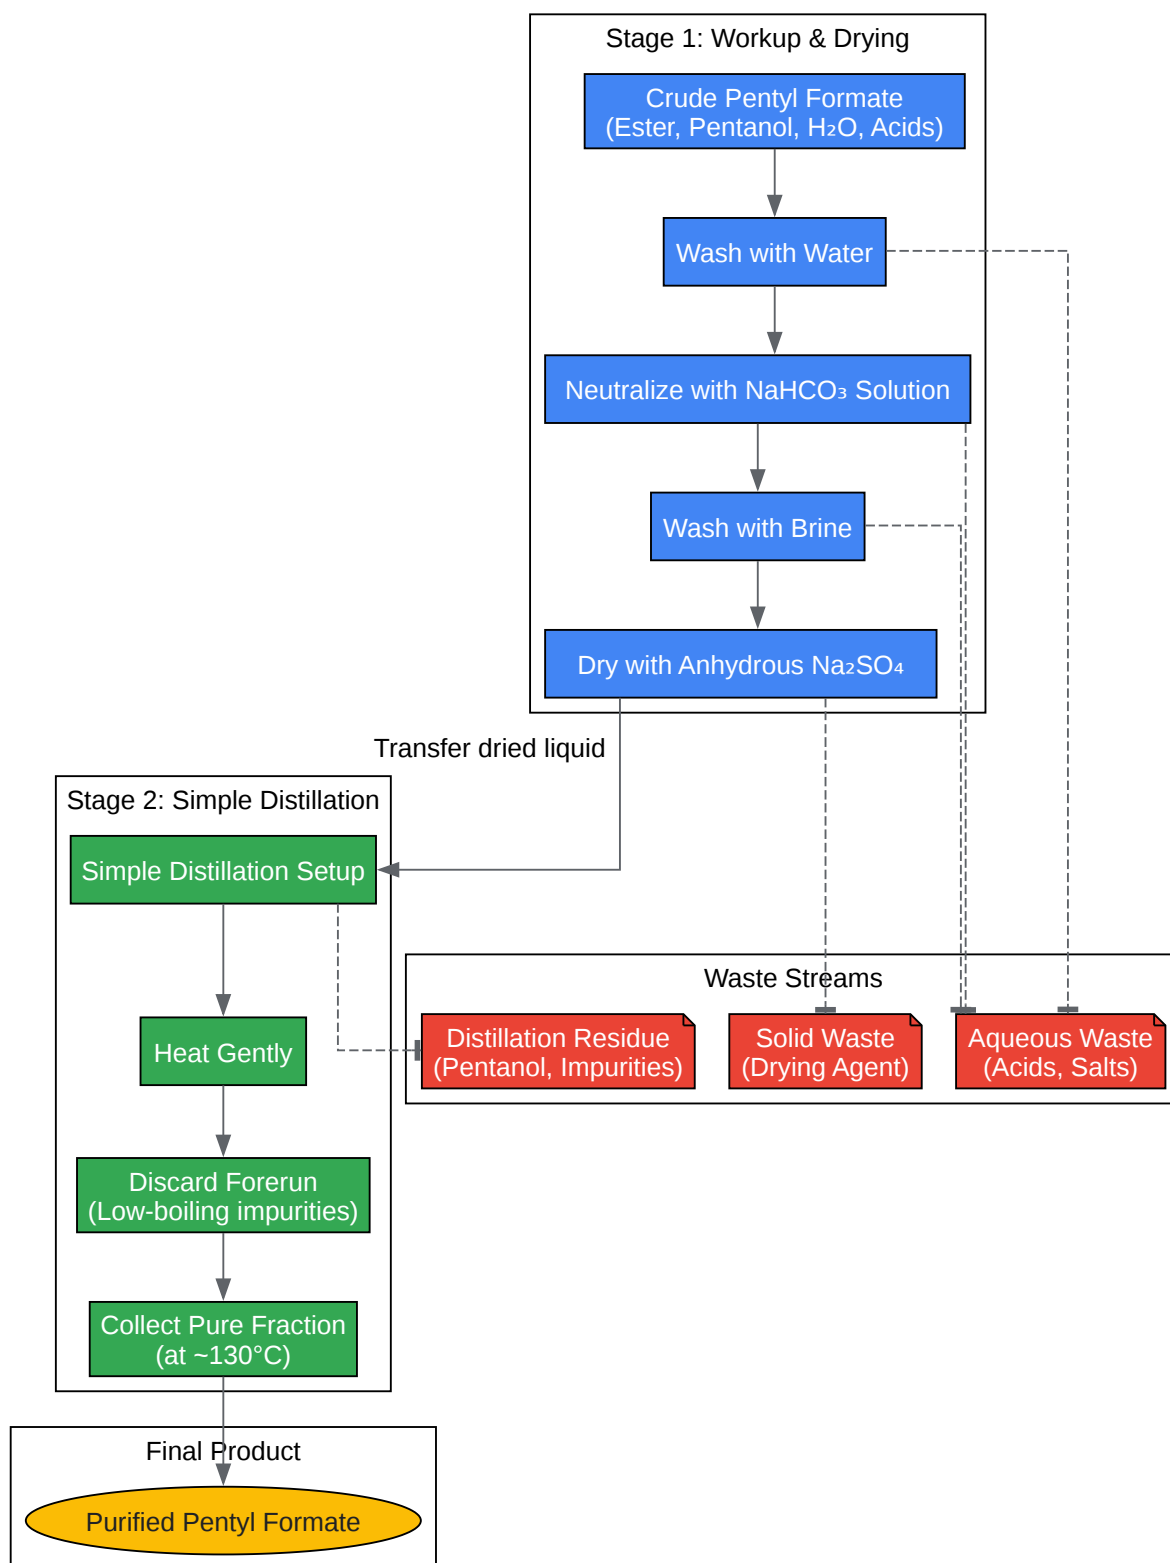 Stage 1: Workup & Drying
Crude Pentyl Formate
(Ester, Pentanol, H₂O, Acids)
Wash with Water
Neutralize with NaHCO₃ Solution
Wash with Brine
Dry with Anhydrous Na₂SO₄
Transfer dried liquid
Stage 2: Simple Distillation
Simple Distillation Setup
Heat Gently
Discard Forerun
(Low-boiling impurities)
Collect Pure Fraction
(at ~130°C)
Waste Streams
Distillation Residue
(Pentanol, Impurities)
Solid Waste
(Drying Agent)
Aqueous Waste
(Acids, Salts)
Final Product
Purified Pentyl Formate